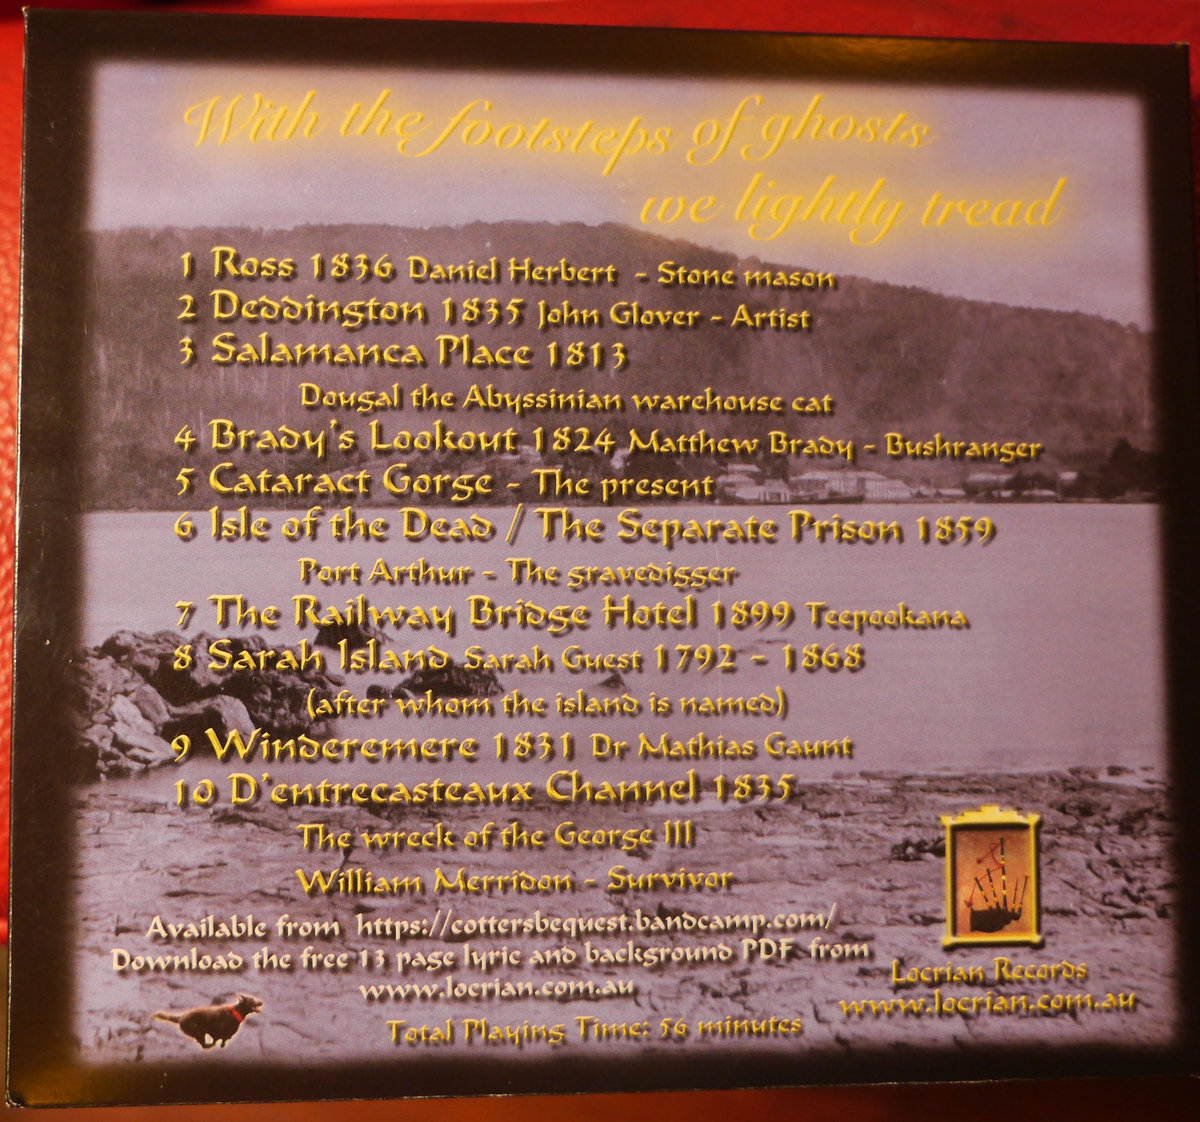 With the footsteps of ghosts
we lightly tread
1 Ross 1836 Daniel Herbert - Stone mason
2 Deddington 1835 John Glover - Artist
3 Salamanca Place 1813
Dougal the Abyssinian warehouse cat
4 Brady's Lookout 1824 Matthew Brady - Bushranger
5 Cataract Gorge - The present
6 Isle of the Dead / The Separate Prison 1859
Port Arthur - The gravedigger
7 The Railway Bridge Hotel 1899 Teepookana
8 Sarah Island Sarah Guest 1792 - 1868
(after whom the island is named)
9 Winderemere 1831 Dr Mathias Gaunt
10 D'entrecasteaux Channel 1835
The wreck of the George III
William Merridon - Survivor
Available from https://cottersbequest.bandcamp.com/
Download the free 13 page lyric and background PDF from
www.locrian.com.au
Total Playing Time: 56 minutes
Locrian Records
www.locrian.com.au